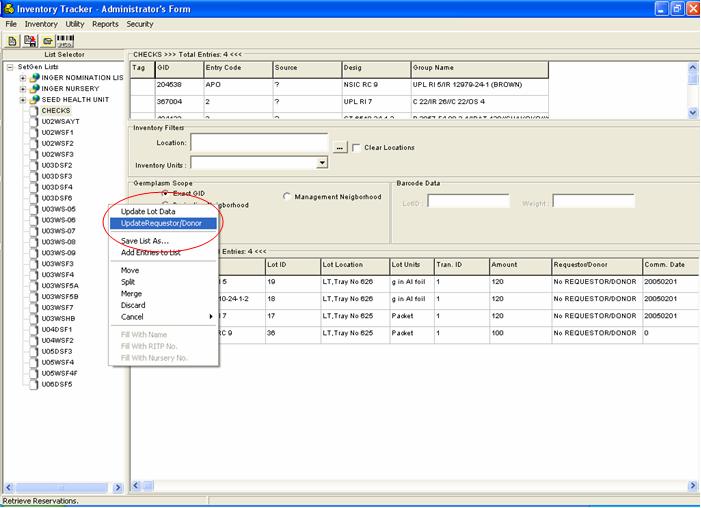 Inventory Tracker - Administrator's Form
File Inventory Utility Reports Security
List Selector
SetGen Lists
INGER NOMINATION LIS
INGER NURSERY
SEED HEALTH UNIT
CHECKS
U02WSAYT
U02WSF1
U02WSF2
U02WSF3
U03DSF2
U03DSF3
U03DSF4
U03DSF6
U03WS-05
U03WS-06
U03WS-07
U03WS-08
U03WS-09
U03WSF3
U03WSF4
U03WSF5A
U03WSF5B
U03WSF7
U03WSHB
U04DSF1
U04WSF2
U05DSF3
U05WSF4
U05WSF4F
U06DSF5
CHECKS >>> Total Entries: 4 <<<
Tag GID Entry Code Source Desig Group Name
204538 APO ? NSIC RC 9 UPL RI 5/IR 12979-24-1 (BROWN)
367004 2 ? UPL RI 7 C 22/IR 26//C 22/OS 4
Inventory Filters
Location: ... Clear Locations
Inventory Units :
Germplasm Scope
Exact GID
Management Neigborhood
Neigborhood
Barcode Data
LotID : Weight :
Update Lot Data
UpdateRequestor/Donor
Save List As...
Add Entries to List
Move
Split
Merge
Discard
Cancel
Fill With Name
Fill With RITP No.
Fill With Nursery No.
Entries: 4 <<<
Lot ID Lot Location Lot Units Tran. ID Amount Requestor/Donor Comm. Date
I 5 19 LT,Tray No 626 g in Al foil 1 120 No REQUESTOR/DONOR 20050201
10-24-1-2 18 LT,Tray No 626 g in Al foil 1 120 No REQUESTOR/DONOR 20050201
I 7 17 LT,Tray No 625 Packet 1 120 No REQUESTOR/DONOR 20050201
RC 9 36 LT,Tray No 625 Packet 1 100 No REQUESTOR/DONOR 0
Retrieve Reservations.